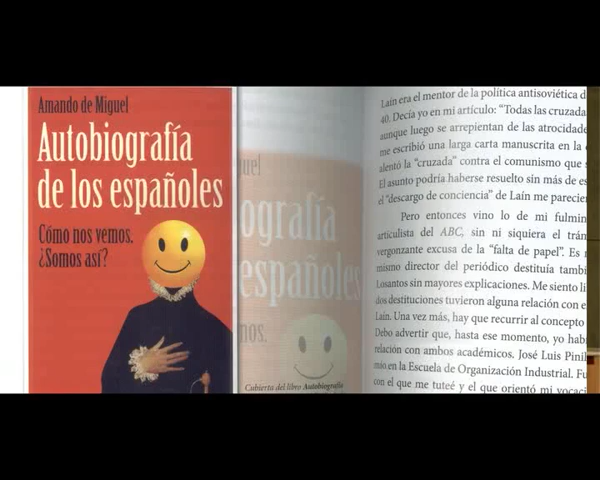 Amando de Miguel
Autobiografía
de los españoles
Cómo nos vemos.
¿Somos así?
guel
ografía
españoles
mos.
Cubierta del libro Autobiografía
Laín era el mentor de la política antisoviética d
40. Decía yo en mi artículo: “Todas las cruzada
aunque luego se arrepientan de las atrocidade
me escribió una larga carta manuscrita en la
alentó la “cruzada” contra el comunismo que s
El asunto podría haberse resuelto sin más de es
el “descargo de conciencia” de Laín me parecie
Pero entonces vino lo de mi fulmin
articulista del ABC, sin ni siquiera el trán
vergonzante excusa de la “falta de papel”. Es
mismo director del periódico destituía tambi
Losantos sin mayores explicaciones. Me siento li
dos destituciones tuvieron alguna relación con e
Laín. Una vez más, hay que recurrir al concepto
Debo advertir que, hasta ese momento, yo hab
relación con ambos académicos. José Luis Pinil
más en la Escuela de Organización Industrial. Fu
con el que me tuteé y el que orientó mi vocaci